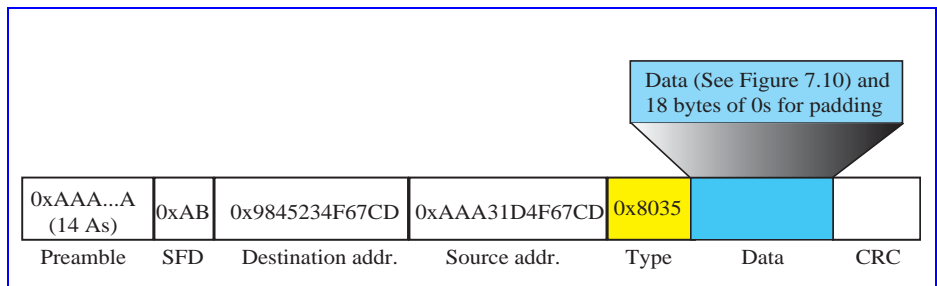 Data (See Figure 7.10) and
18 bytes of 0s for padding
0xAAA...A
(14 As)
0xAB
0x9845234F67CD
0xAAA31D4F67CD
0x8035
Preamble
SFD
Destination addr.
Source addr.
Type
Data
CRC